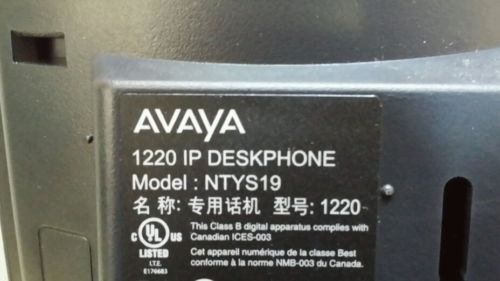 AVAYA
1220 IP DESKPHONE
Model : NTYS19
名 称: 专用话机 型号: 1220
This Class B digital apparatus complies with
Canadian ICES-003
C UL US
LISTED
I.T.E.
E176683
Cet appareil numérique de la classe Best
conforme à la norme NMB-003 du Canada.